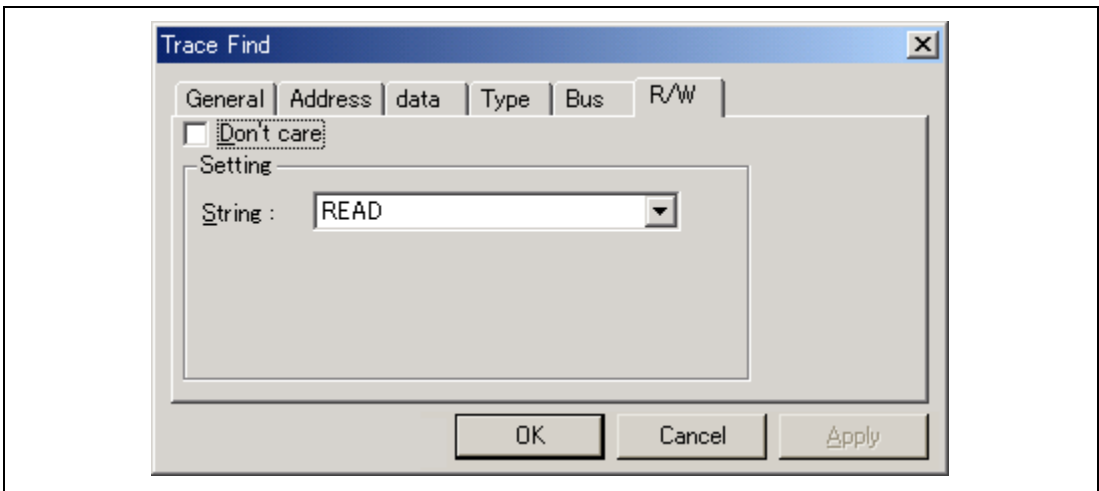 Trace Find
General Address data Type Bus R/W
Don't care
Setting
String : READ
OK Cancel Apply